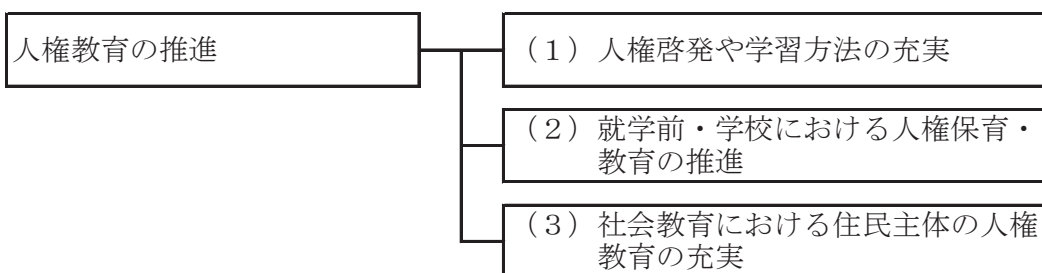 人権教育の推進
（１）人権啓発や学習方法の充実
（２）就学前・学校における人権保育・
教育の推進
（３）社会教育における住民主体の人権
教育の充実